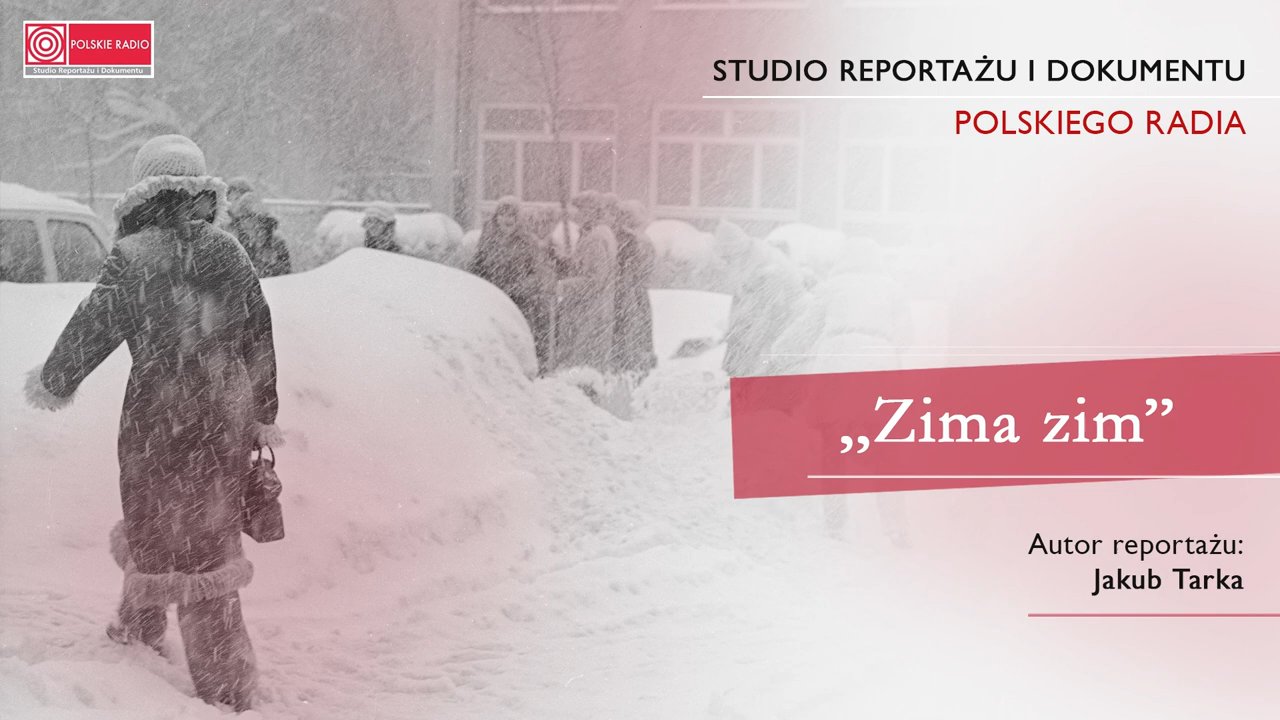 POLSKIE RADIO
Studio Reportażu i Dokumentu
STUDIO REPORTAŻU I DOKUMENTU
POLSKIEGO RADIA
„Zima zim”
Autor reportażu:
Jakub Tarka